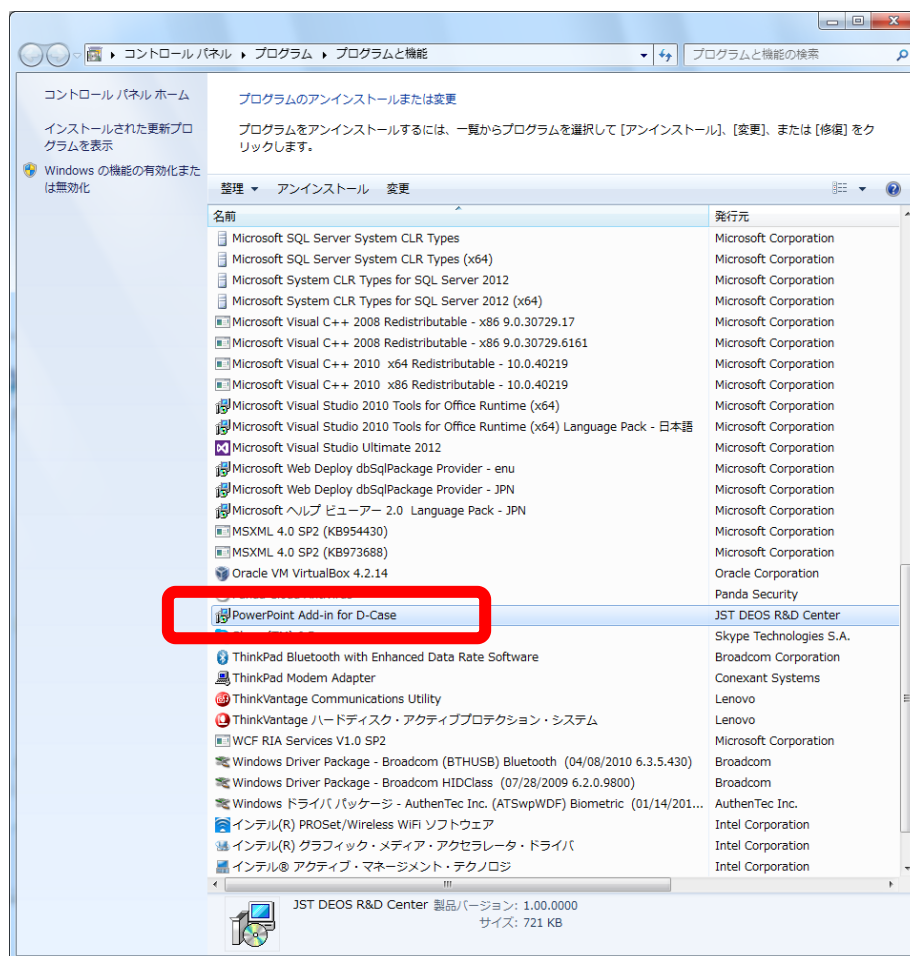 コントロール パネル ▸ プログラム ▸ プログラムと機能
プログラムと機能の検索
コントロール パネル ホーム
インストールされた更新プロ
グラムを表示
Windows の機能の有効化また
は無効化
プログラムのアンインストールまたは変更
プログラムをアンインストールするには、一覧からプログラムを選択して [アンインストール]、[変更]、または [修復] をク
リックします。
整理 ▼ アンインストール 変更
名前 発行元
Microsoft SQL Server System CLR Types Microsoft Corporation
Microsoft SQL Server System CLR Types (x64) Microsoft Corporation
Microsoft System CLR Types for SQL Server 2012 Microsoft Corporation
Microsoft System CLR Types for SQL Server 2012 (x64) Microsoft Corporation
Microsoft Visual C++ 2008 Redistributable - x86 9.0.30729.17 Microsoft Corporation
Microsoft Visual C++ 2008 Redistributable - x86 9.0.30729.6161 Microsoft Corporation
Microsoft Visual C++ 2010 x64 Redistributable - 10.0.40219 Microsoft Corporation
Microsoft Visual C++ 2010 x86 Redistributable - 10.0.40219 Microsoft Corporation
Microsoft Visual Studio 2010 Tools for Office Runtime (x64) Microsoft Corporation
Microsoft Visual Studio 2010 Tools for Office Runtime (x64) Language Pack - 日本語 Microsoft Corporation
Microsoft Visual Studio Ultimate 2012 Microsoft Corporation
Microsoft Web Deploy dbSqlPackage Provider - enu Microsoft Corporation
Microsoft Web Deploy dbSqlPackage Provider - JPN Microsoft Corporation
Microsoft ヘルプ ビューアー 2.0 Language Pack - JPN Microsoft Corporation
MSXML 4.0 SP2 (KB954430) Microsoft Corporation
MSXML 4.0 SP2 (KB973688) Microsoft Corporation
Oracle VM VirtualBox 4.2.14 Oracle Corporation
Panda Security
PowerPoint Add-in for D-Case JST DEOS R&D Center
Skype Technologies S.A.
ThinkPad Bluetooth with Enhanced Data Rate Software Broadcom Corporation
ThinkPad Modem Adapter Conexant Systems
ThinkVantage Communications Utility Lenovo
ThinkVantage ハードディスク・アクティブプロテクション・システム Lenovo
WCF RIA Services V1.0 SP2 Microsoft Corporation
Windows Driver Package - Broadcom (BTHUSB) Bluetooth (04/08/2010 6.3.5.430) Broadcom
Windows Driver Package - Broadcom HIDClass (07/28/2009 6.2.0.9800) Broadcom
Windows ドライバ パッケージ - AuthenTec Inc. (ATSwpWDF) Biometric (01/14/201... AuthenTec Inc.
インテル(R) PROSet/Wireless WiFi ソフトウェア Intel Corporation
インテル(R) グラフィック・メディア・アクセラレータ・ドライバ Intel Corporation
インテル® アクティブ・マネージメント・テクノロジ Intel Corporation
JST DEOS R&D Center 製品バージョン: 1.00.0000
サイズ: 721 KB